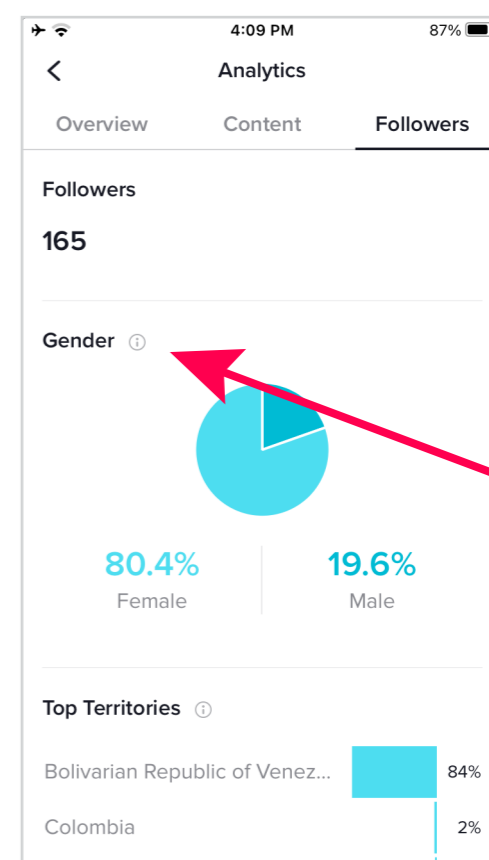 4:09 PM 87%
Analytics
Overview Content Followers
Followers
165
Gender
80.4% 19.6%
Female Male
Top Territories
Bolivarian Republic of Venez... 84%
Colombia 2%